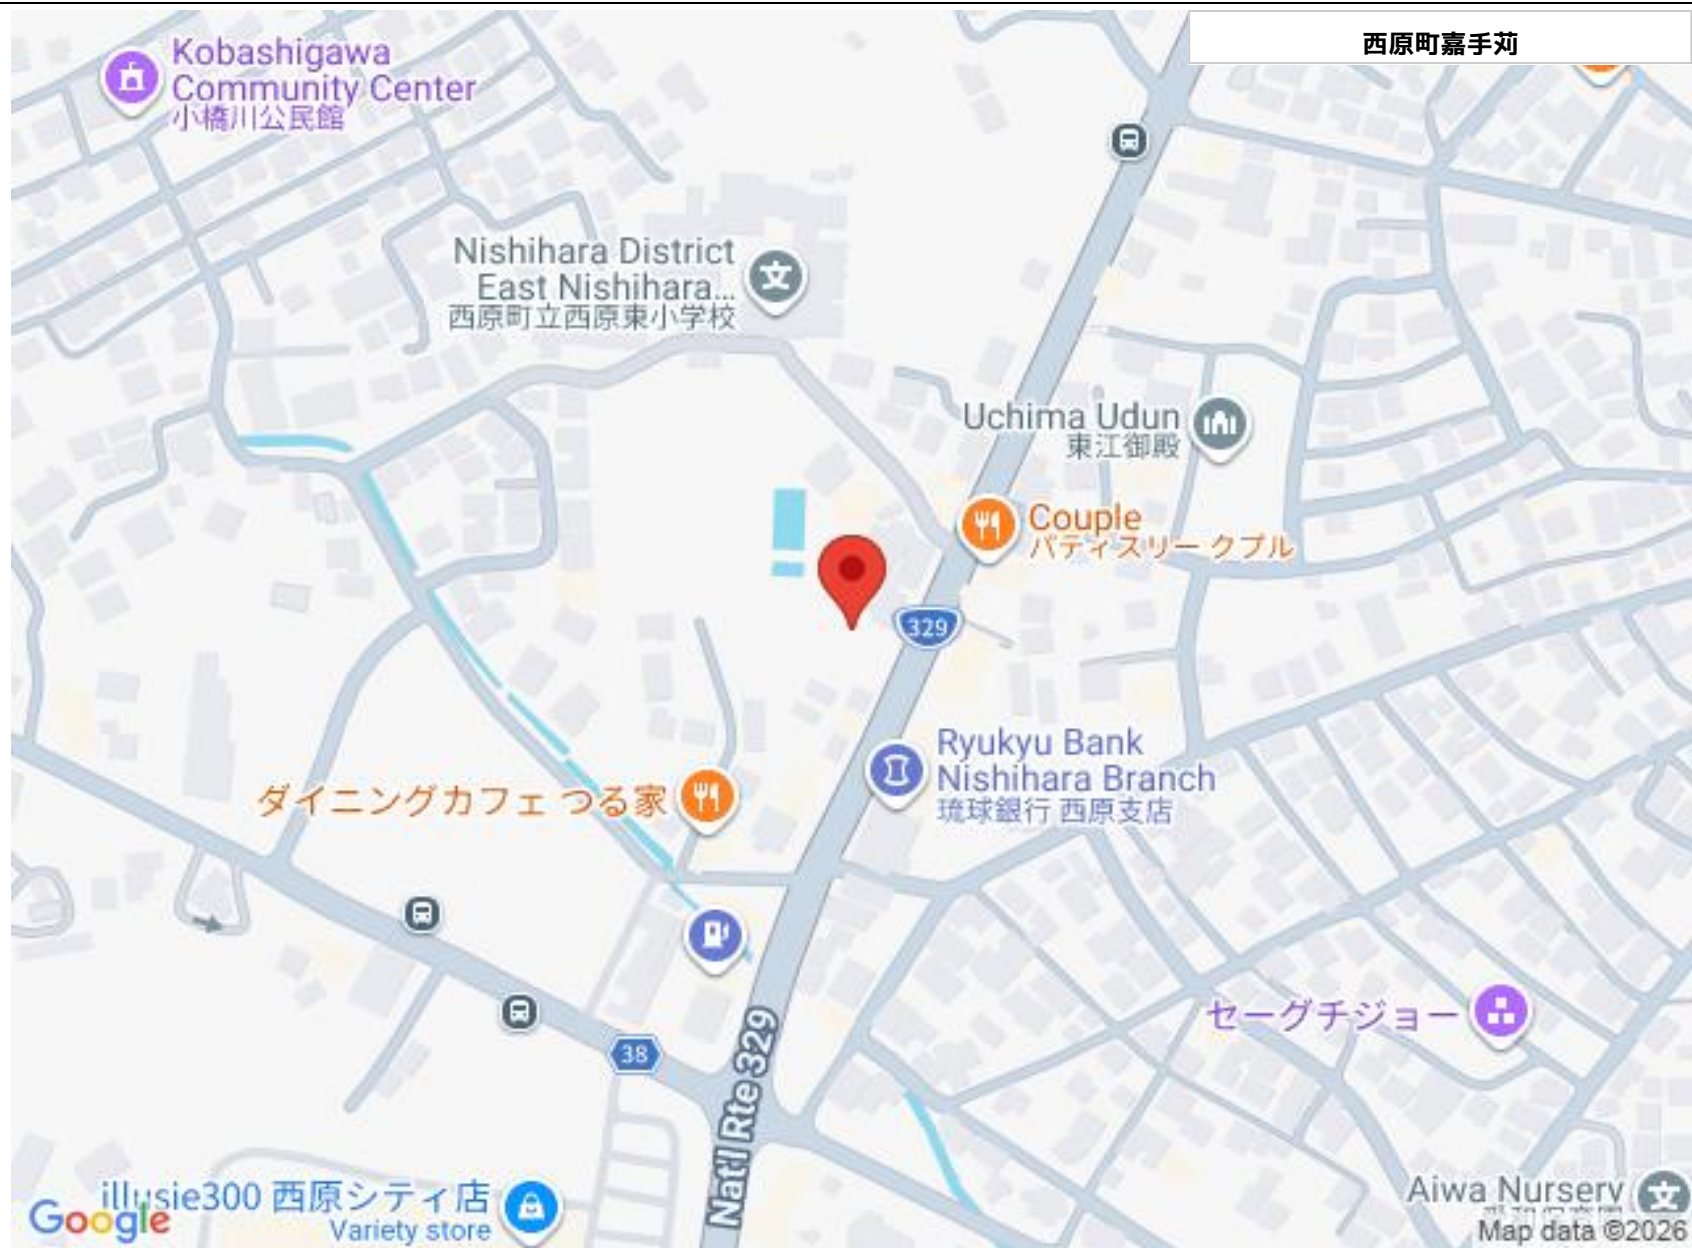 西原町嘉手苅
Kobashigawa
Community Center
小橋川公民館
Nishihara District
East Nishihara...
西原町立西原東小学校
Uchima Udun
東江御殿
Couple
パティスリー クプル
329
Ryukyu Bank
Nishihara Branch
琉球銀行 西原支店
ダイニングカフェ つる家
セーグチジョー
38
Nat'l Rte 329
illusie300 西原シティ店
Variety store
Google
Aiwa Nursery
Map data ©2026